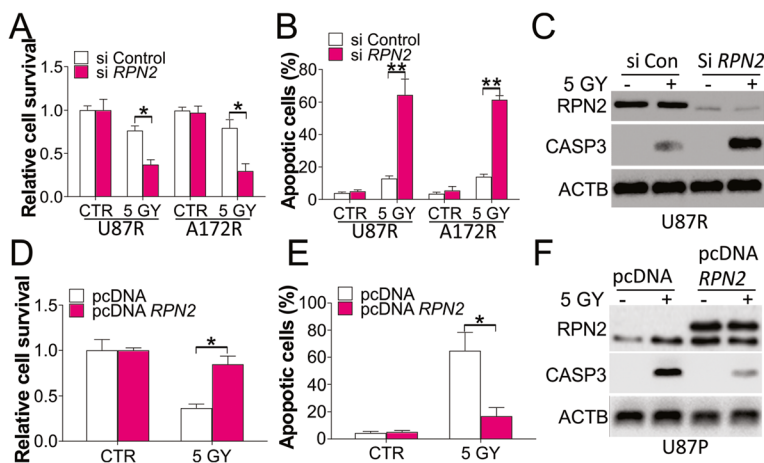 A
si Control
si RPN2
Relative cell survival
1.5
1.0
0.5
0.0
*
*
CTR 5 GY CTR 5 GY
U87R A172R
B
si Control
si RPN2
Apopotic cells (%)
80
60
40
20
0
**
**
CTR 5 GY CTR 5 GY
U87R A172R
C
si Con Si RPN2
5 GY - + - +
RPN2
CASP3
ACTB
U87R
D
pcDNA
pcDNA RPN2
Relative cell survival
1.5
1.0
0.5
0.0
*
CTR 5 GY
E
pcDNA
pcDNA RPN2
Apopotic cells (%)
100
80
60
40
20
0
*
CTR 5 GY
F
pcDNA
pcDNA RPN2
5 GY - + - +
RPN2
CASP3
ACTB
U87P